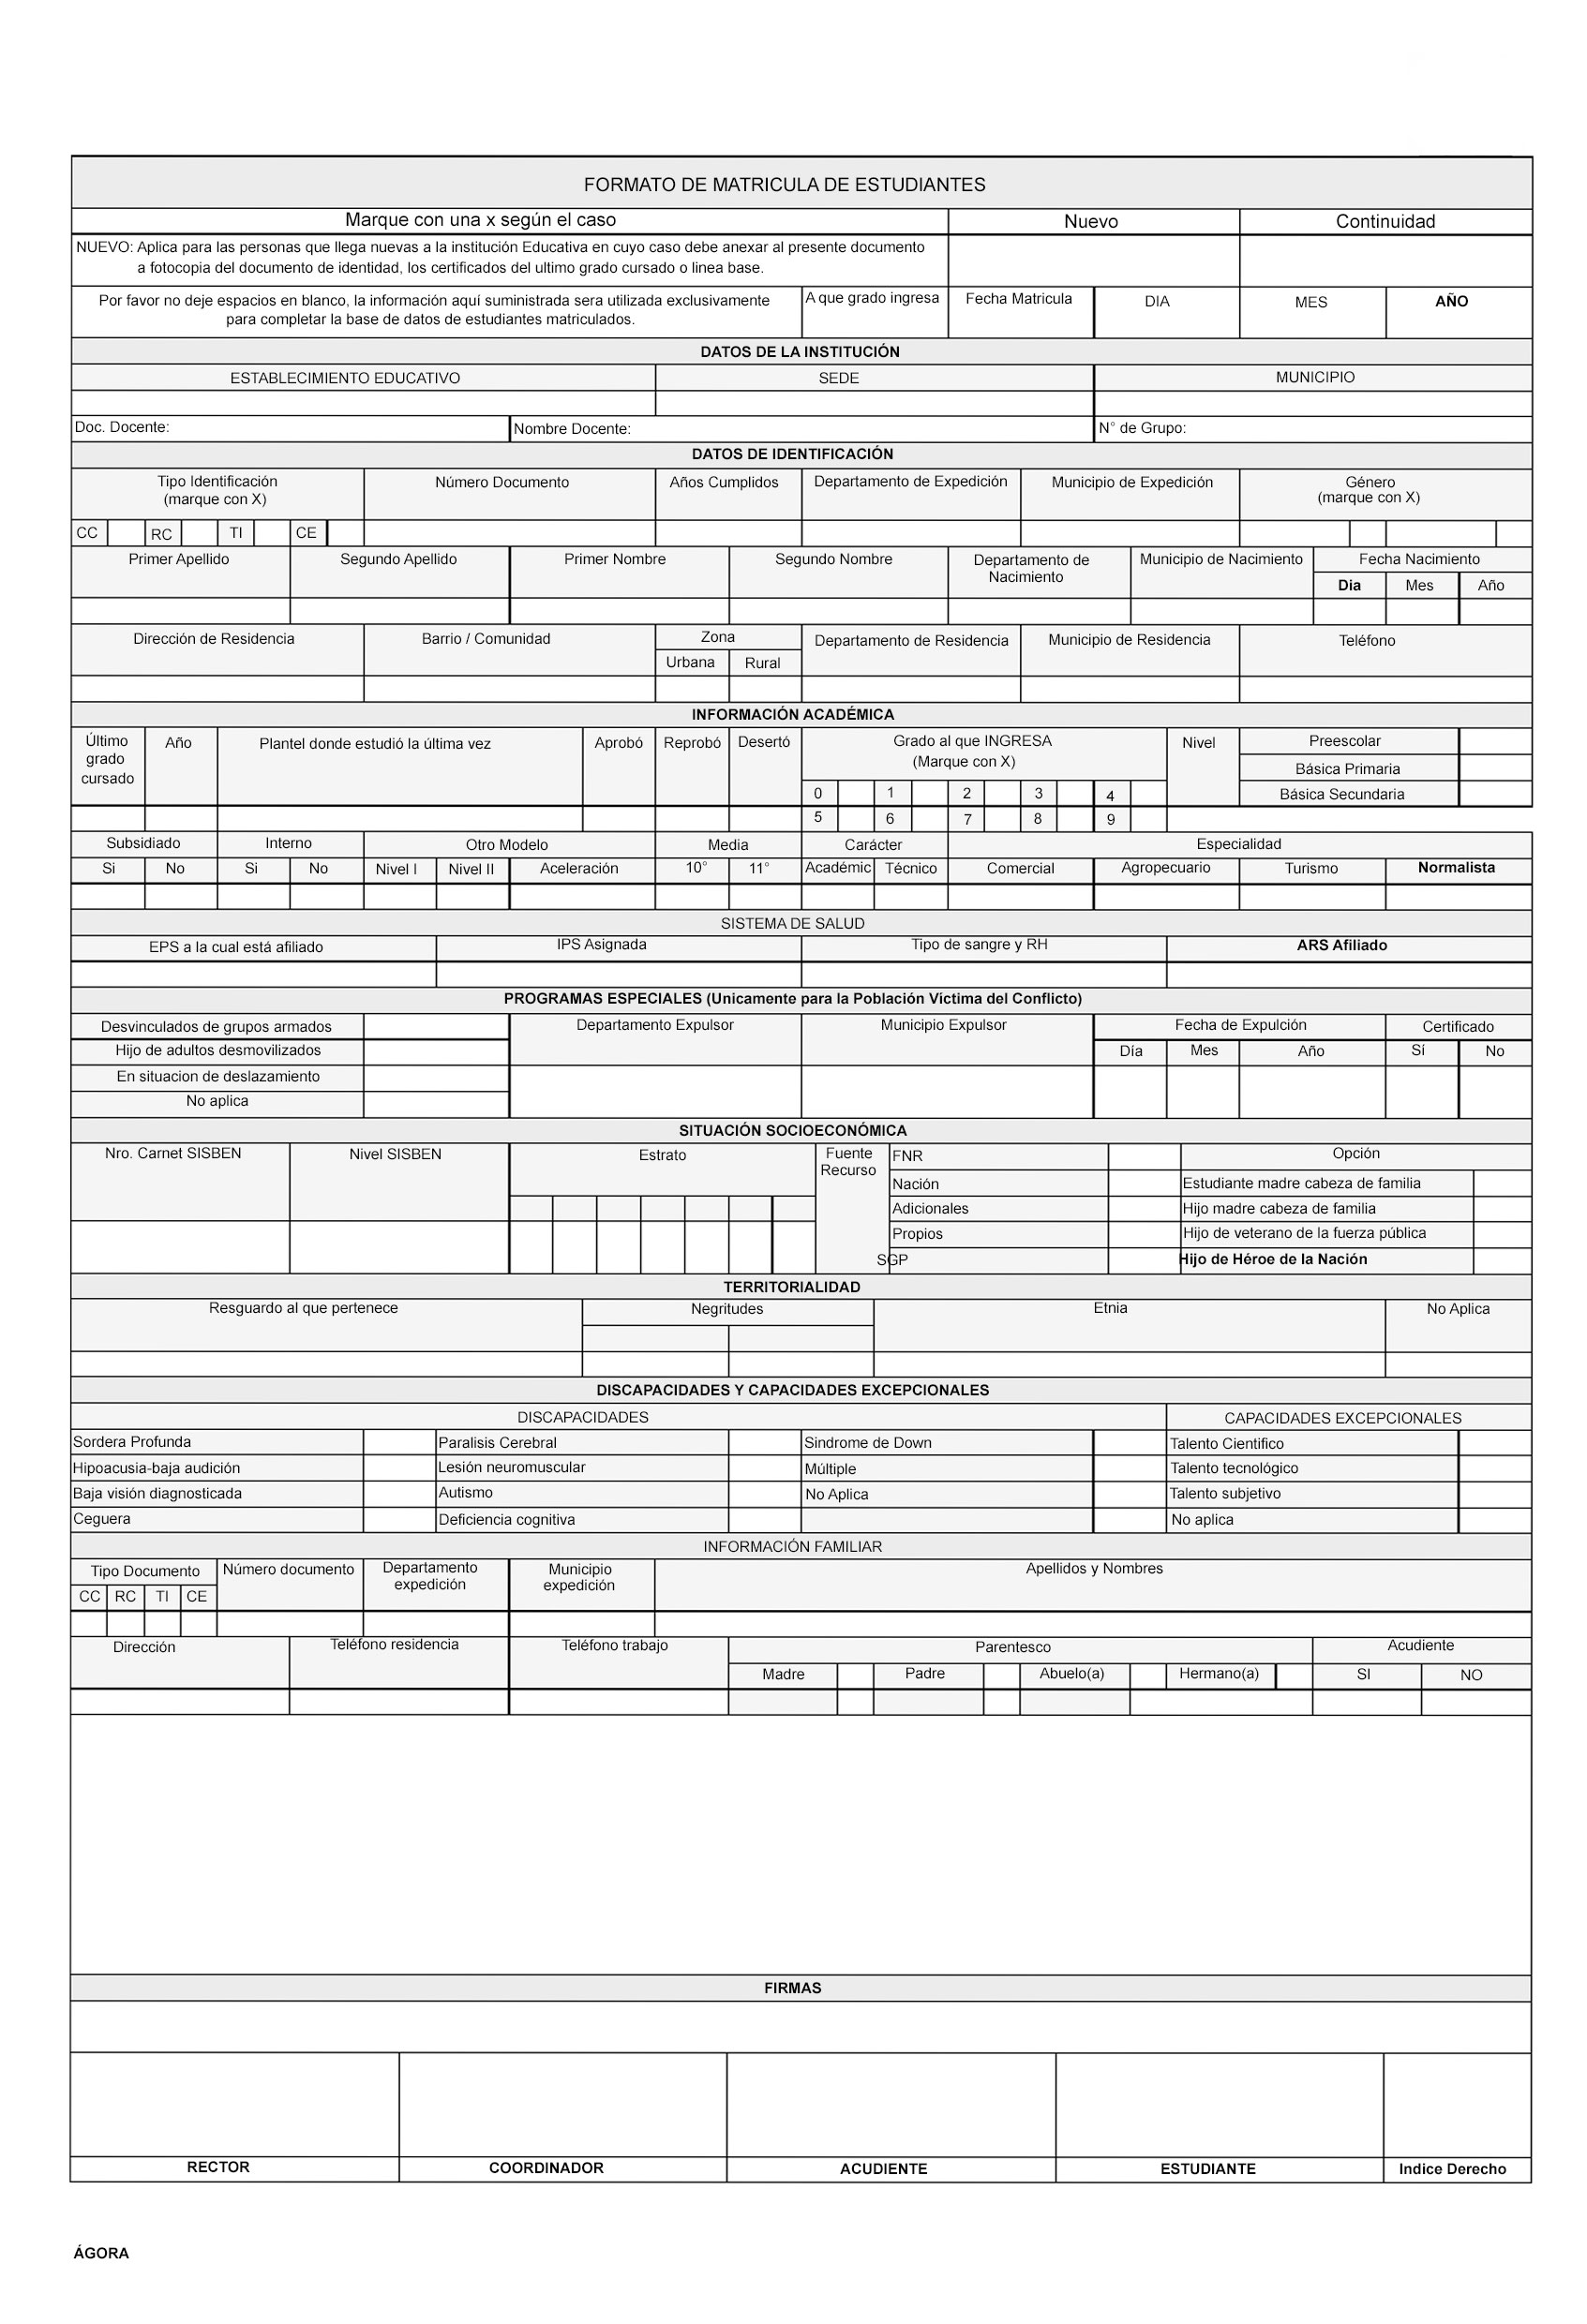 FORMATO DE MATRICULA DE ESTUDIANTES
Marque con una x según el caso Nuevo Continuidad
NUEVO: Aplica para las personas que llega nuevas a la institución Educativa en cuyo caso debe anexar al presente documento
a fotocopia del documento de identidad, los certificados del ultimo grado cursado o linea base.
Por favor no deje espacios en blanco, la información aquí suministrada sera utilizada exclusivamente
para completar la base de datos de estudiantes matriculados.
A que grado ingresa Fecha Matricula DIA MES AÑO
DATOS DE LA INSTITUCIÓN
ESTABLECIMIENTO EDUCATIVO SEDE MUNICIPIO
Doc. Docente: Nombre Docente: N° de Grupo:
DATOS DE IDENTIFICACIÓN
Tipo Identificación Número Documento Años Cumplidos Departamento de Expedición Municipio de Expedición Género
(marque con X) (marque con X)
CC RC TI CE
Primer Apellido Segundo Apellido Primer Nombre Segundo Nombre Departamento de Municipio de Nacimiento Fecha Nacimiento
Nacimiento
Dia Mes Año
Dirección de Residencia Barrio / Comunidad Zona Departamento de Residencia Municipio de Residencia Teléfono
Urbana Rural
INFORMACIÓN ACADÉMICA
Último Año Plantel donde estudió la última vez Aprobó Reprobó Desertó Grado al que INGRESA Nivel Preescolar
grado (Marque con X) Básica Primaria
cursado
0 1 2 3 4 Básica Secundaria
5 6 7 8 9
Subsidiado Interno Otro Modelo Media Carácter Especialidad
Si No Si No Nivel I Nivel II Aceleración 10° 11° Académic Técnico Comercial Agropecuario Turismo Normalista
SISTEMA DE SALUD
EPS a la cual está afiliado IPS Asignada Tipo de sangre y RH ARS Afiliado
PROGRAMAS ESPECIALES (Unicamente para la Población Víctima del Conflicto)
Desvinculados de grupos armados Departamento Expulsor Municipio Expulsor Fecha de Expulción Certificado
Hijo de adultos desmovilizados Día Mes Año Sí No
En situacion de deslazamiento
No aplica
SITUACIÓN SOCIOECONÓMICA
Nro. Carnet SISBEN Nivel SISBEN Estrato Fuente FNR Opción
Recurso
Nación Estudiante madre cabeza de familia
Adicionales Hijo madre cabeza de familia
Propios Hijo de veterano de la fuerza pública
SGP Hijo de Héroe de la Nación
TERRITORIALIDAD
Resguardo al que pertenece Negritudes Etnia No Aplica
DISCAPACIDADES Y CAPACIDADES EXCEPCIONALES
DISCAPACIDADES CAPACIDADES EXCEPCIONALES
Sordera Profunda Paralisis Cerebral Sindrome de Down Talento Cientifico
Hipoacusia-baja audición Lesión neuromuscular Múltiple Talento tecnológico
Baja visión diagnosticada Autismo No Aplica Talento subjetivo
Ceguera Deficiencia cognitiva No aplica
INFORMACIÓN FAMILIAR
Tipo Documento Número documento Departamento Municipio Apellidos y Nombres
expedición expedición
CC RC TI CE
Dirección Teléfono residencia Teléfono trabajo Parentesco Acudiente
Madre Padre Abuelo(a) Hermano(a) SI NO
FIRMAS
RECTOR COORDINADOR ACUDIENTE ESTUDIANTE Indice Derecho
ÁGORA